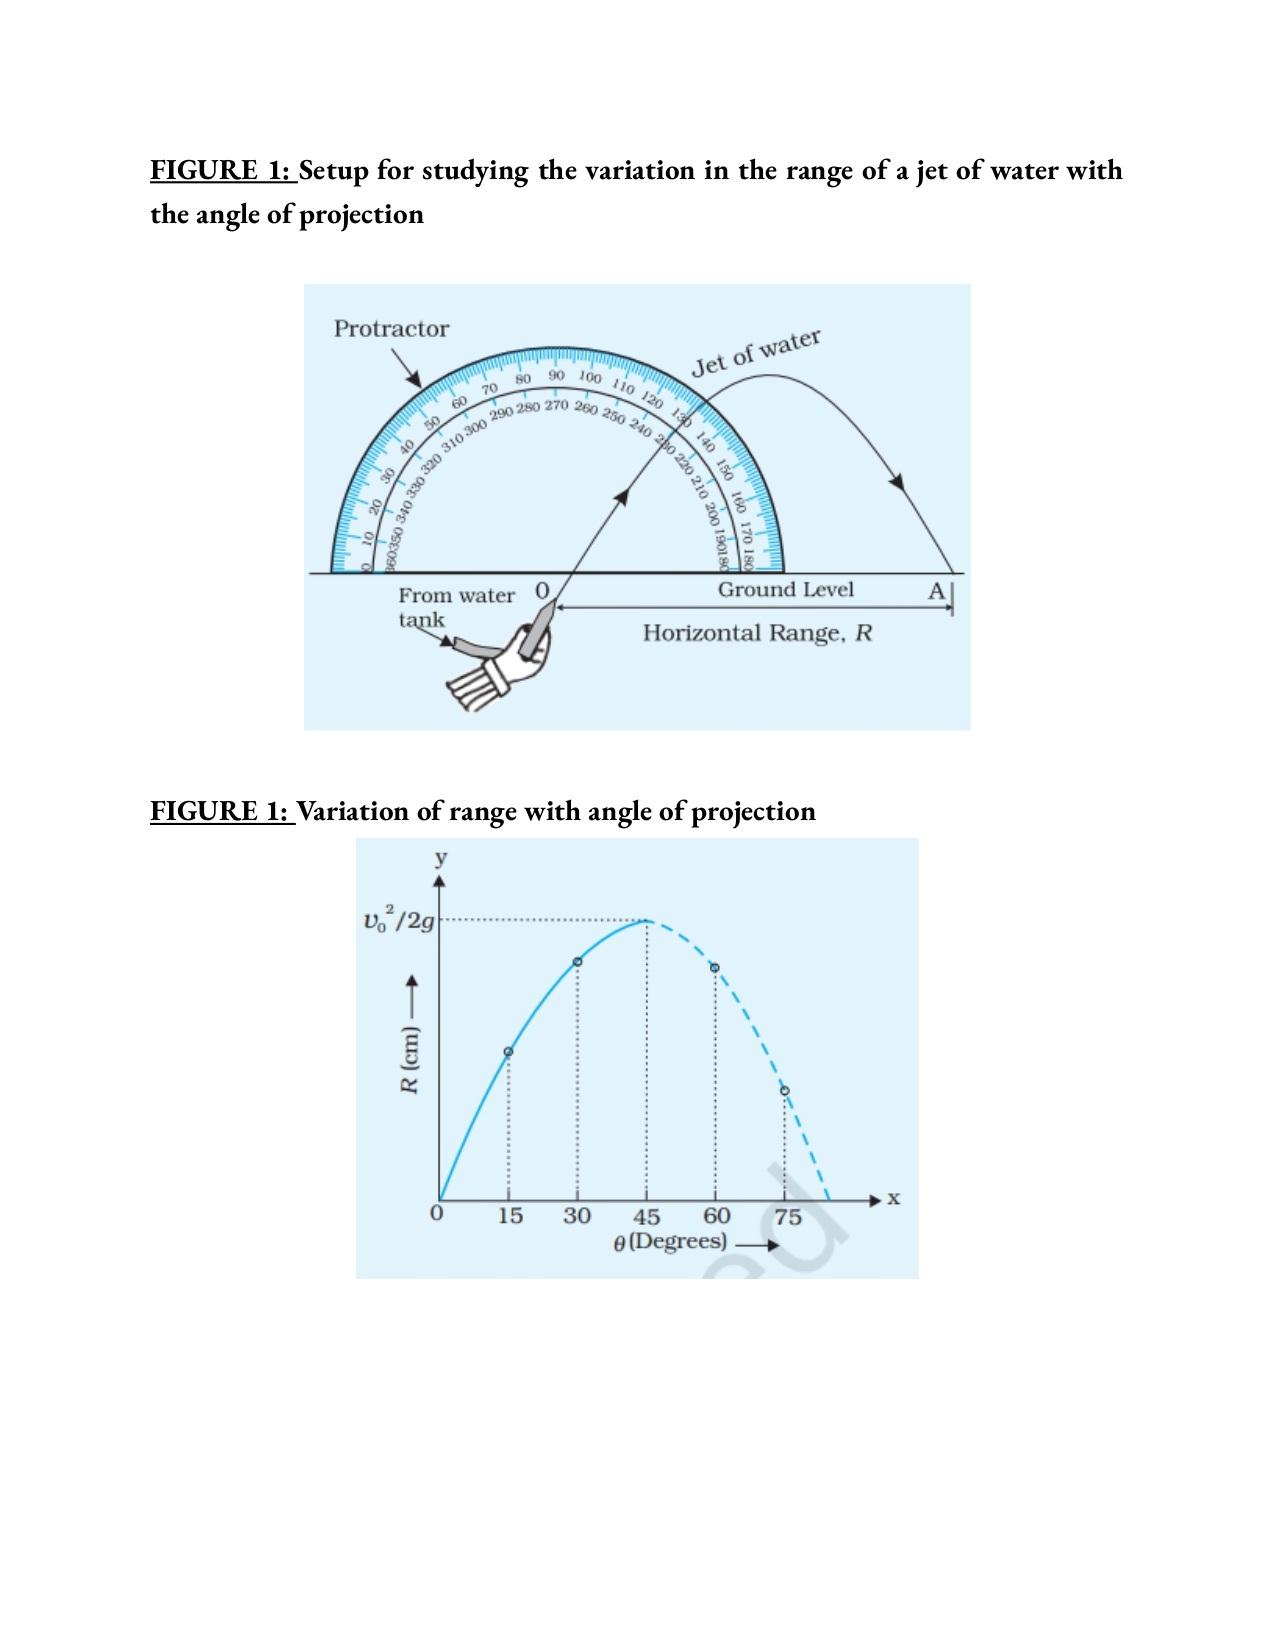 FIGURE 1: Setup for studying the variation in the range of a jet of water with
the angle of projection
Protractor
Jet of water
0 10 20 30 40 50 60 70 80 90 100 110 120 130 140 150 160 170 180
360 350 340 330 320 310 300 290 280 270 260 250 240 230 220 210 200 190 180
From water
tank
O
Ground Level
A
Horizontal Range, R
FIGURE 1: Variation of range with angle of projection
y
υ₀²/2g
R (cm)
0 15 30 45 60 75
x
θ (Degrees)
ed